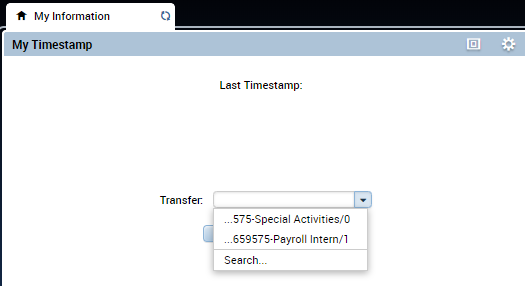 My Information
My Timestamp
Last Timestamp:
Transfer:
...575-Special Activities/0
...659575-Payroll Intern/1
Search...